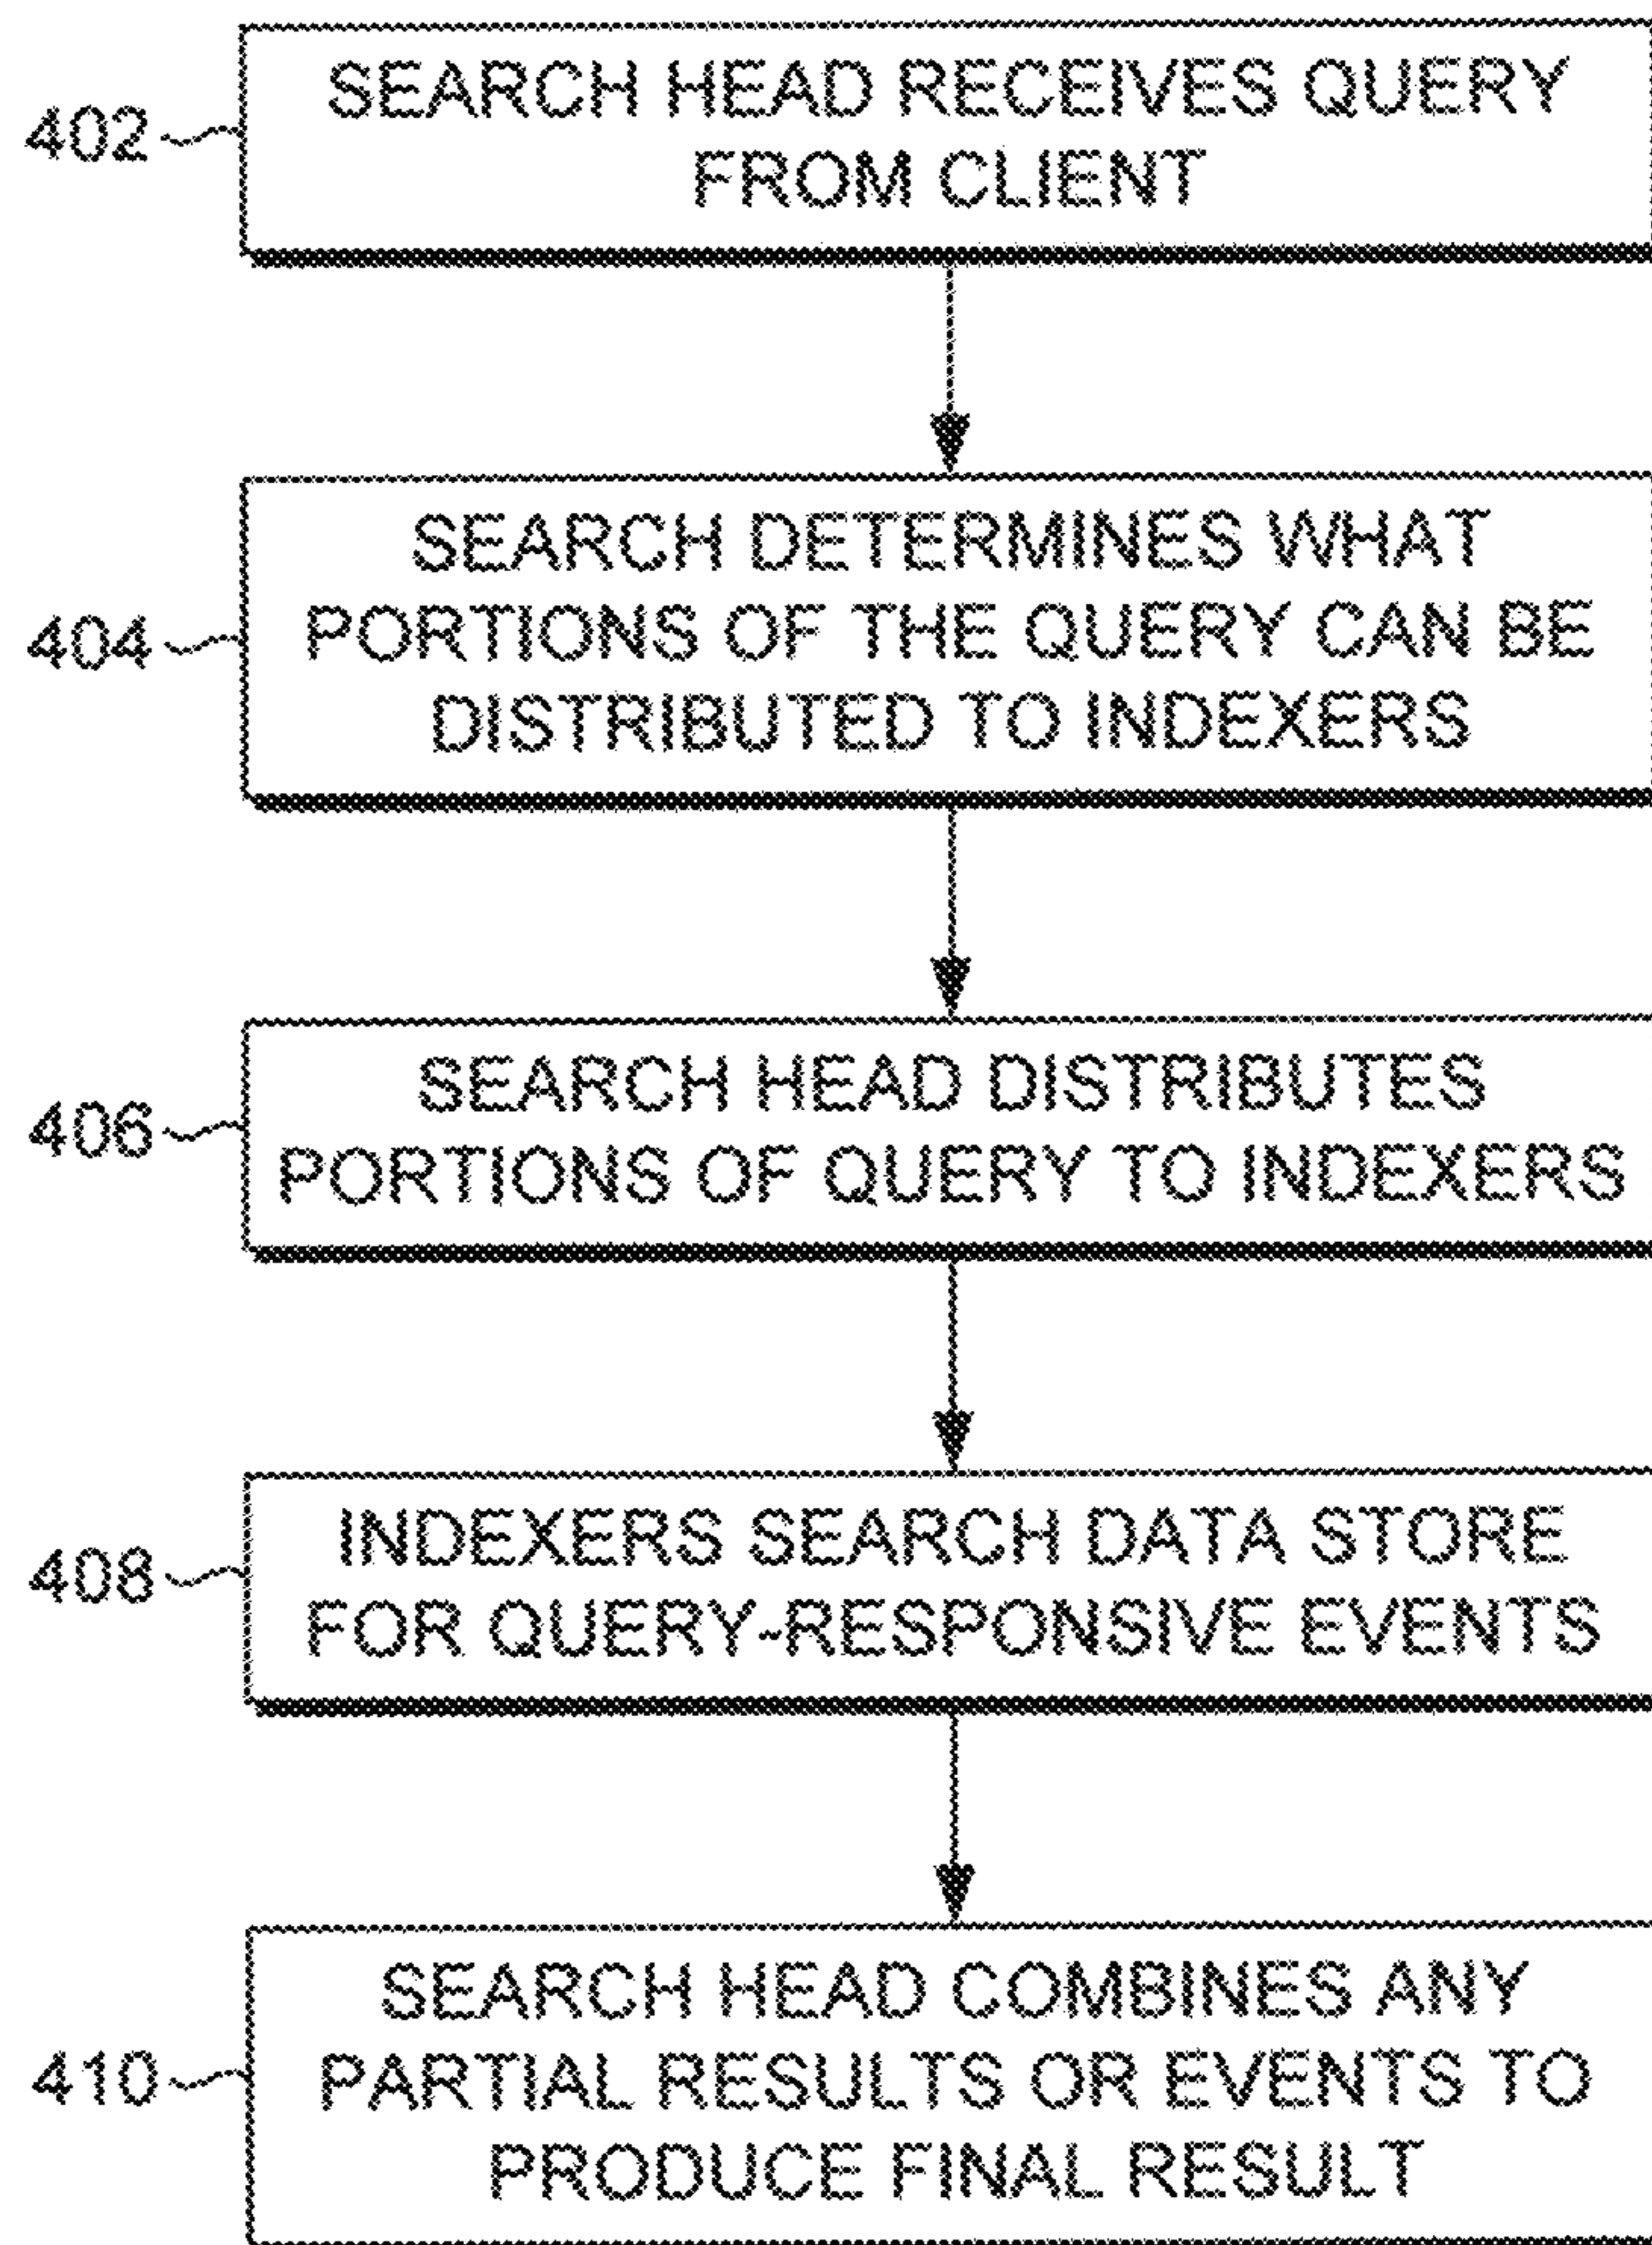 402
SEARCH HEAD RECEIVES QUERY
FROM CLIENT
404
SEARCH DETERMINES WHAT
PORTIONS OF THE QUERY CAN BE
DISTRIBUTED TO INDEXERS
406
SEARCH HEAD DISTRIBUTES
PORTIONS OF QUERY TO INDEXERS
408
INDEXERS SEARCH DATA STORE
FOR QUERY-RESPONSIVE EVENTS
410
SEARCH HEAD COMBINES ANY
PARTIAL RESULTS OR EVENTS TO
PRODUCE FINAL RESULT